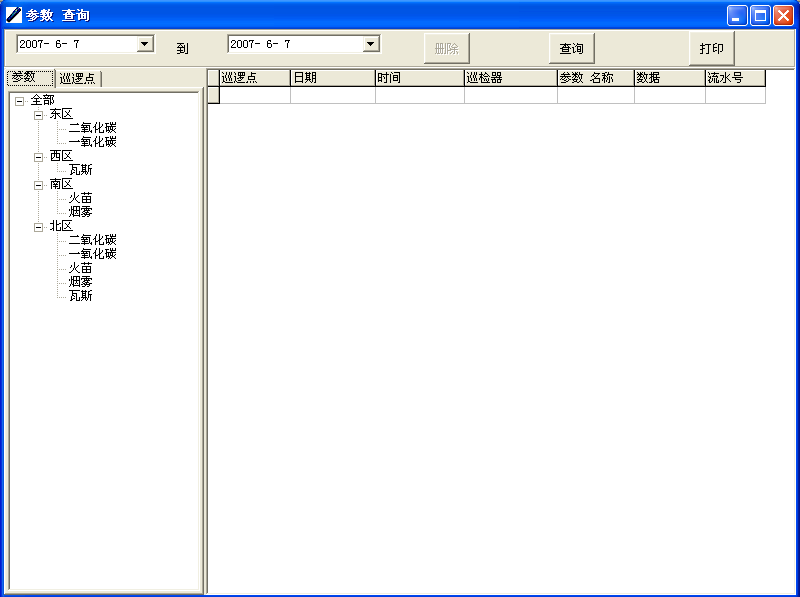 参数 查询
2007- 6- 7 到 2007- 6- 7 删除 查询 打印
参数 巡逻点
巡逻点 日期 时间 巡检器 参数 名称 数据 流水号
全部
东区
二氧化碳
一氧化碳
西区
瓦斯
南区
火苗
烟雾
北区
二氧化碳
一氧化碳
火苗
烟雾
瓦斯